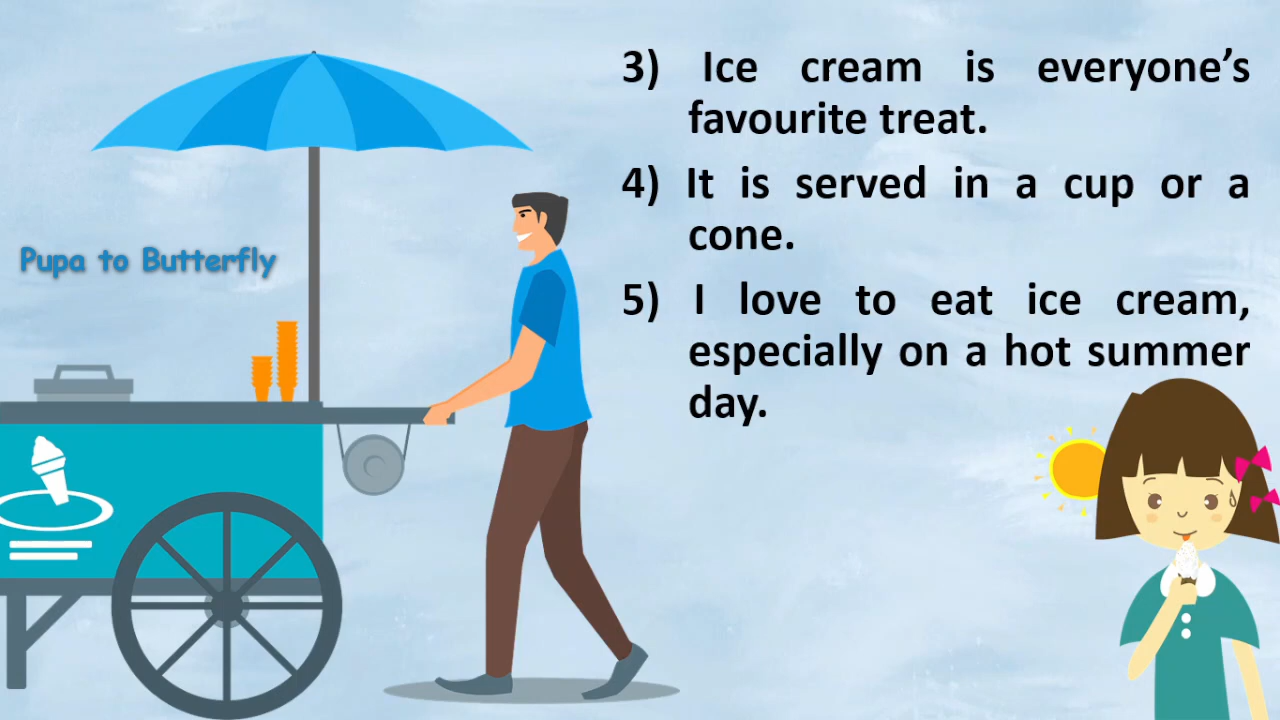 3) Ice cream is everyone’s
favourite treat.
4) It is served in a cup or a
cone.
5) I love to eat ice cream,
especially on a hot summer
day.
Pupa to Butterfly